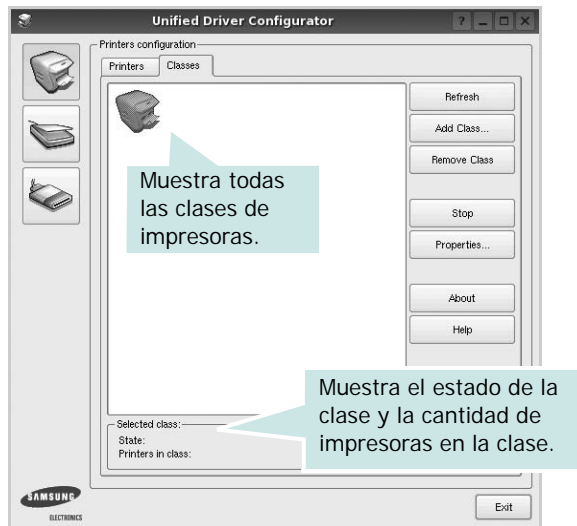 Unified Driver Configurator
Printers configuration
Printers
Classes
Refresh
Add Class...
Remove Class
Muestra todas
las clases de
impresoras.
Stop
Properties...
About
Help
Muestra el estado de la
clase y la cantidad de
impresoras en la clase.
Selected class:
State:
Printers in class:
SAMSUNG
ELECTRONICS
Exit